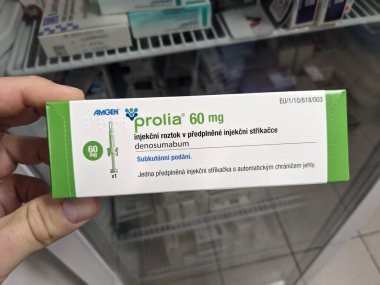 EU/1/10/618/003
AMGEN
prolia® 60 mg
injekční roztok v předplněné injekční stříkačce
denosumabum
60
mg
Subkutánní podání.
x1
Jedna předplněná injekční stříkačka s automatickým chráničem jehly.